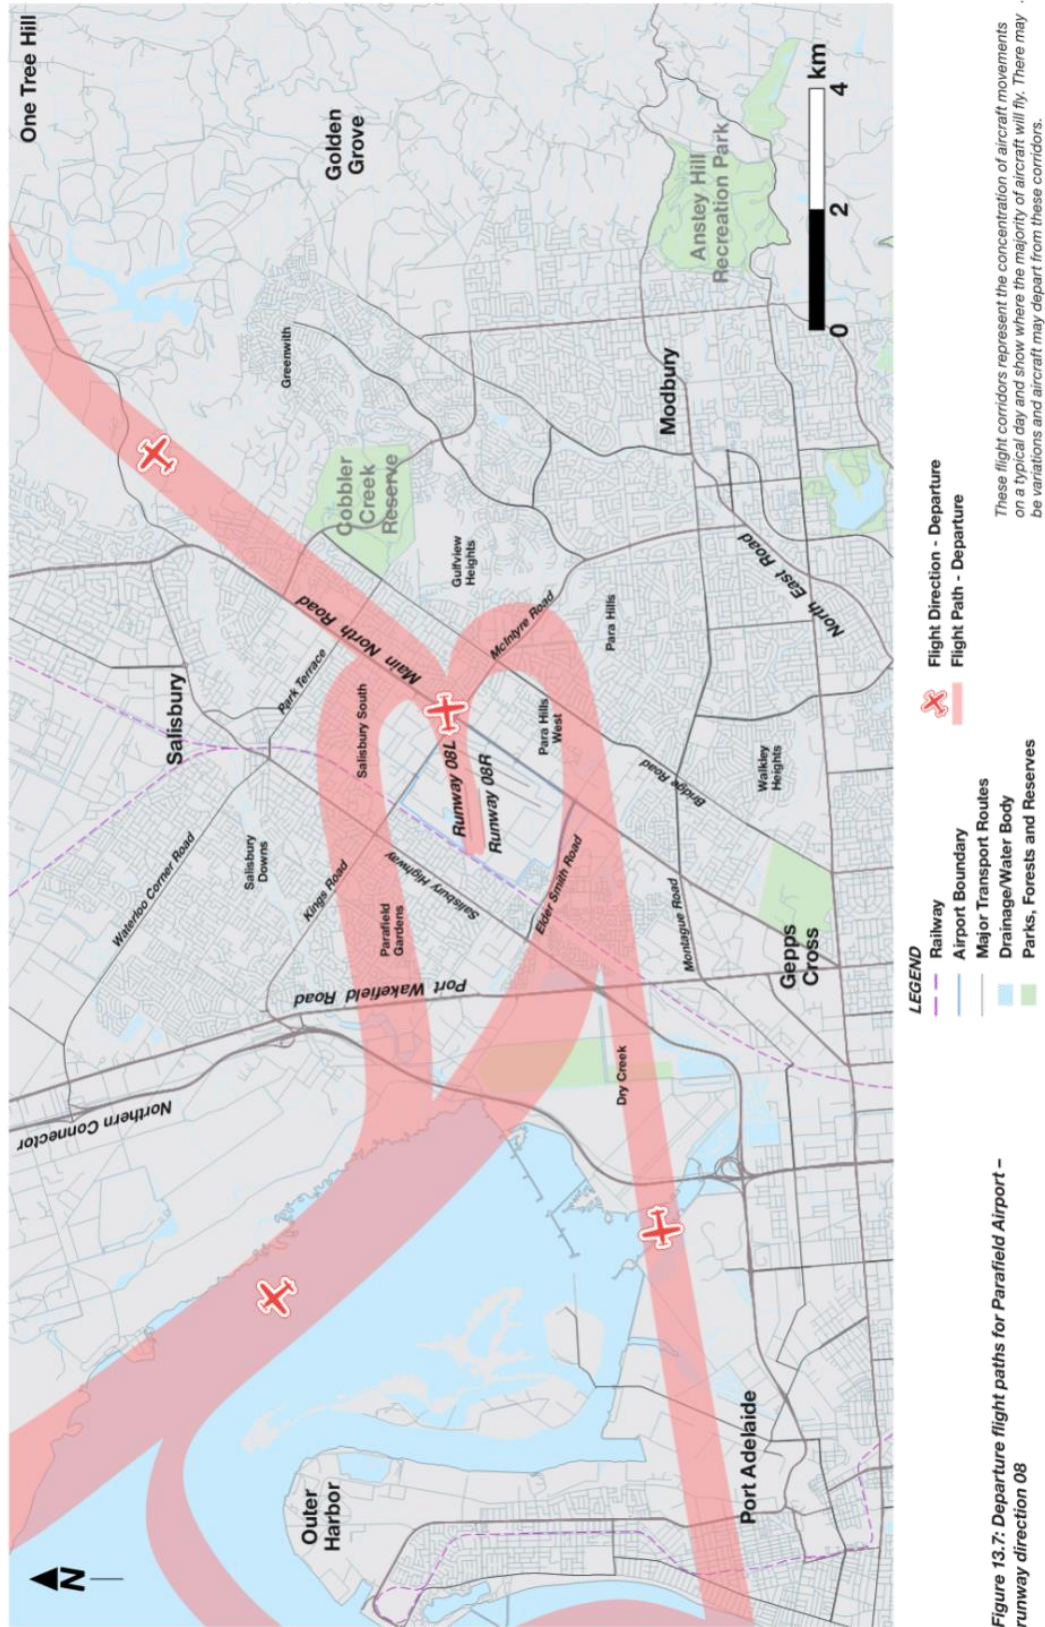 One Tree Hill
Golden
Grove
Greenwith
Cobbler
Creek
Reserve
Anstey Hill
Recreation Park
km
0
2
4
Modbury
Gulfview
Heights
North East Road
Main North Road
McIntyre Road
Para Hills
Park Terrace
Salisbury
Salisbury South
Para Hills
West
Runway 08L
Runway 08R
Bridge Road
Walkley
Heights
Waterloo Corner Road
Salisbury
Downs
Kings Road
Salisbury Highway
Elder Smith Road
Parafield
Gardens
Montague Road
Gepps
Cross
Port Wakefield Road
Northern Connector
Dry Creek
Outer
Harbor
Port Adelaide
N
LEGEND
Railway
Airport Boundary
Major Transport Routes
Drainage/Water Body
Parks, Forests and Reserves
Flight Direction - Departure
Flight Path - Departure
These flight corridors represent the concentration of aircraft movements
on a typical day and show where the majority of aircraft will fly. There may
be variations and aircraft may depart from these corridors.
Figure 13.7: Departure flight paths for Parafield Airport –
runway direction 08